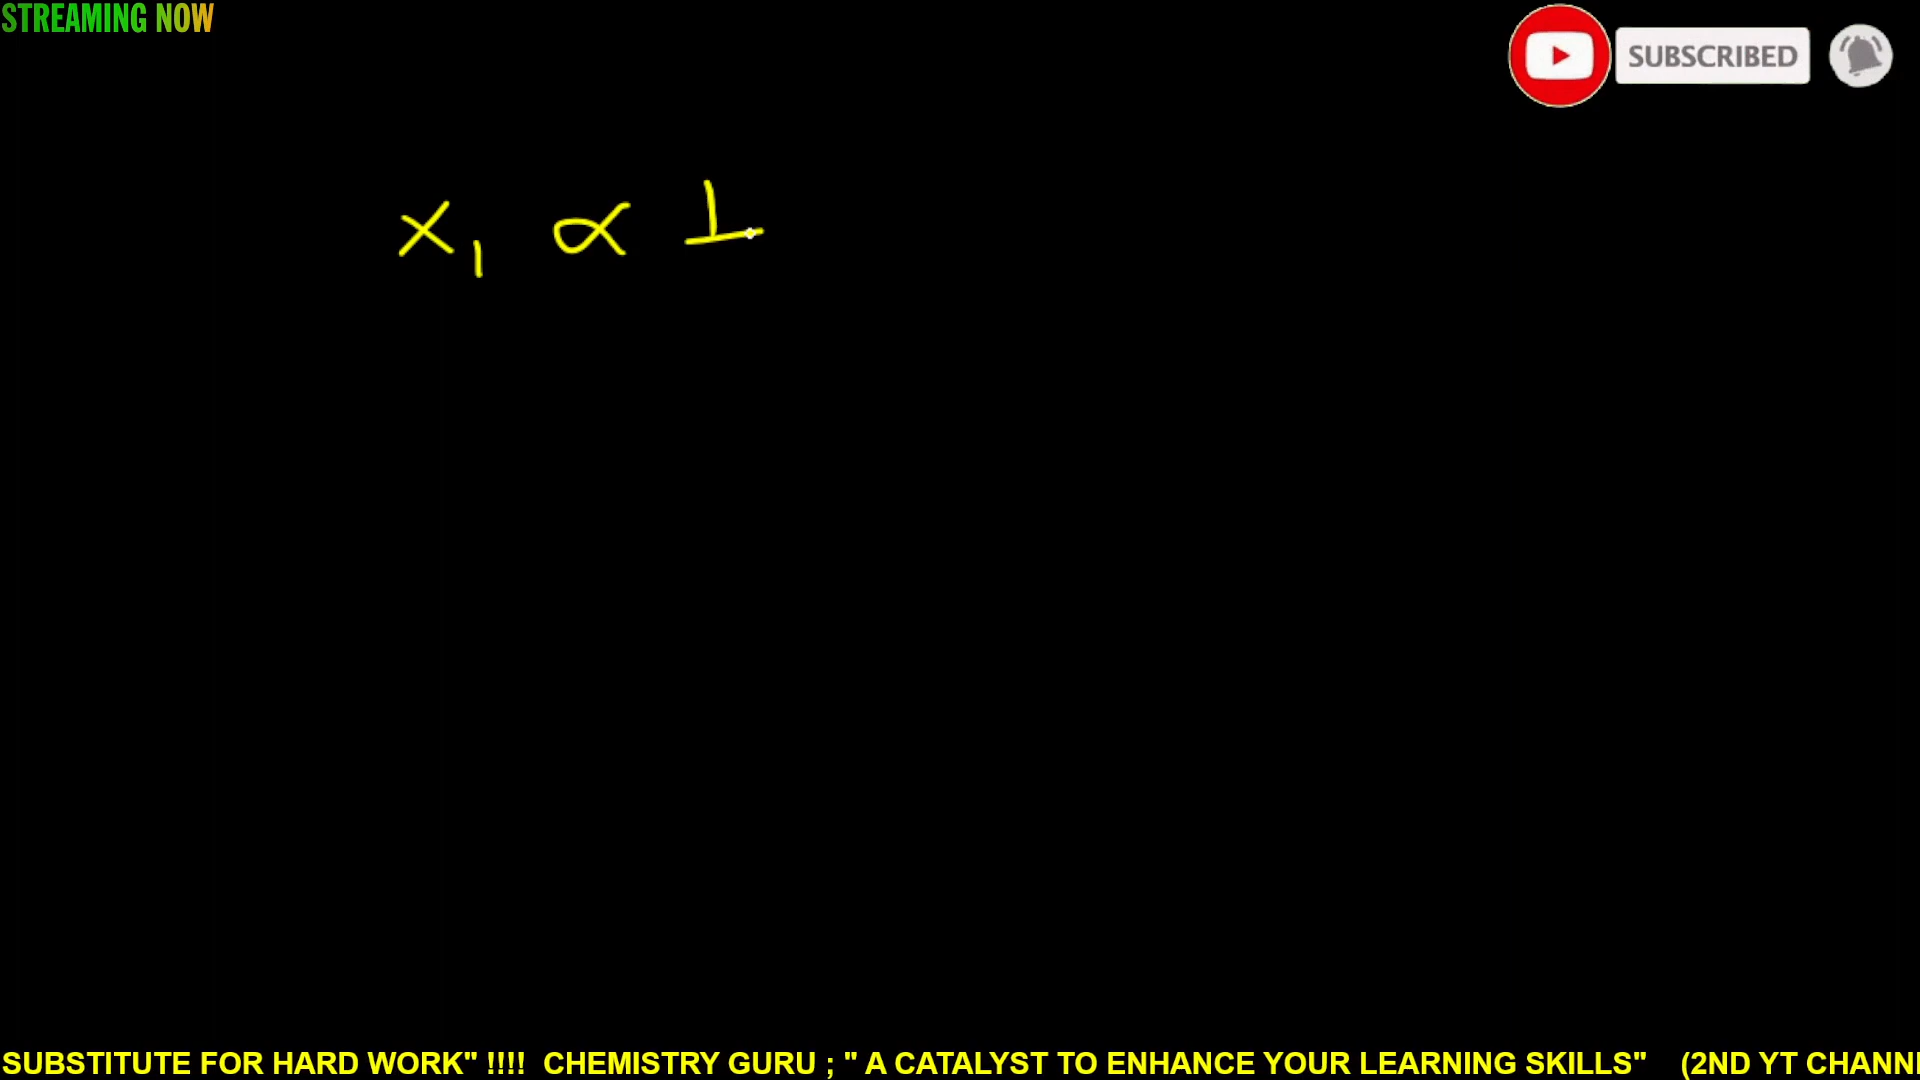 STREAMING NOW
SUBSCRIBED
x₁ ∝ 1
SUBSTITUTE FOR HARD WORK" !!!! CHEMISTRY GURU ; " A CATALYST TO ENHANCE YOUR LEARNING SKILLS" (2ND YT CHANN